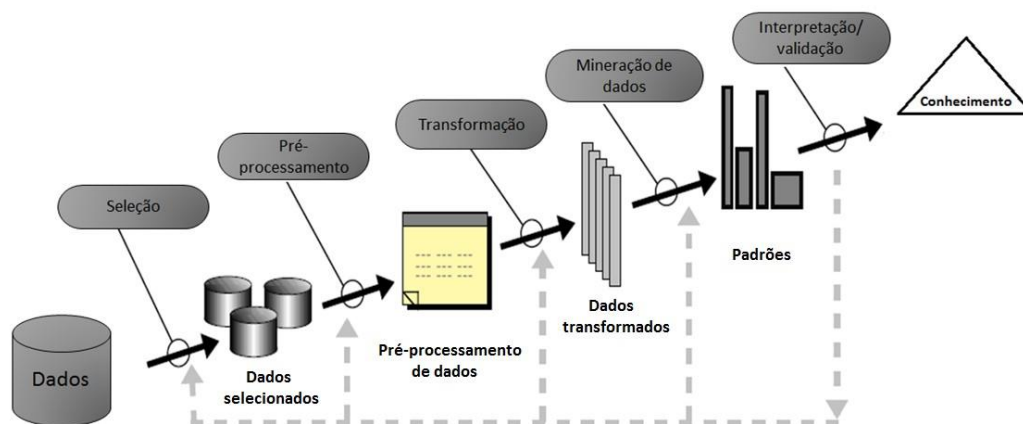 Interpretação/
validação
Mineração de
dados
Conhecimento
Transformação
Pré-
processamento
Seleção
Padrões
Dados
transformados
Pré-processamento
de dados
Dados
selecionados
Dados